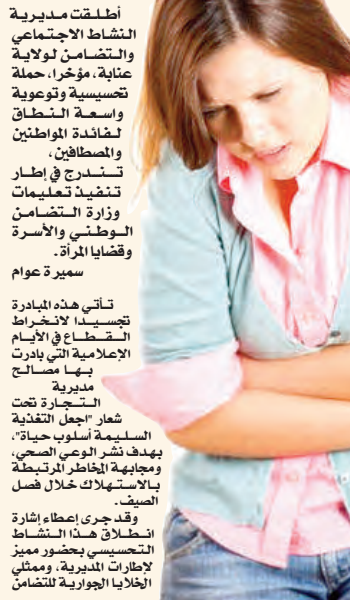 أطلقت مديرية
النشاط الاجتماعي
والتضامن لولاية
عنابة، مؤخرا، حملة
تحسيسية وتوعوية
واسعة النطاق
لفائدة المواطنين
والمصطافين،
تندرج في إطار
تنفيذ تعليمات
وزارة التضامن
الوطني والأسرة
وقضايا المرأة.
سميرة عوام
تأتي هذه المبادرة
تجسيدا لانخراط
القطاع في الأيام
الإعلامية التي بادرت
بها مصالح
مديرية
التجارة تحت
شعار "اجعل التغذية
السليمة أسلوب حياة"،
بهدف نشر الوعي الصحي،
ومجابهة المخاطر المرتبطة
بالاستهلاك خلال فصل
الصيف.
وقد جرى إعطاء إشارة
انطلاق هذا النشاط
التحسيسي بحضور مميز
لإطارات المديرية، وممثلي
الخلايا الجوارية للتضامن